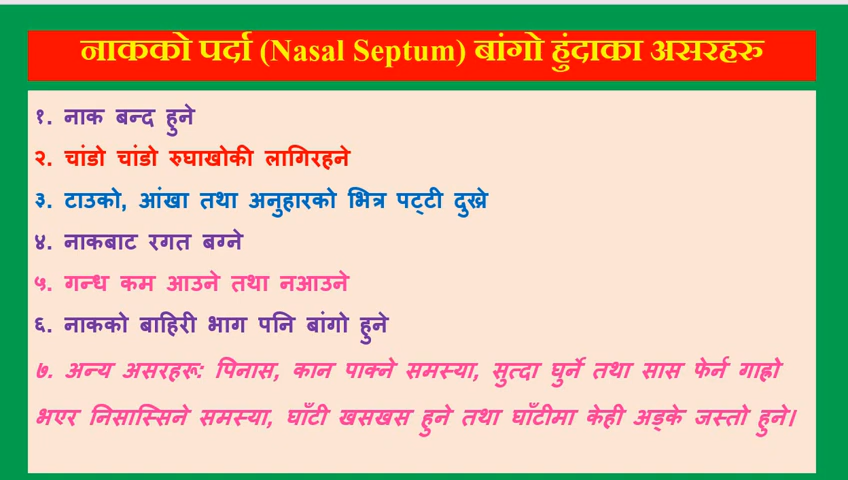 नाकको पर्दा (Nasal Septum) बांगो हुंदाका असरहरु
१. नाक बन्द हुने
२. चांडो चांडो रुघाखोकी लागिरहने
३. टाउको, आंखा तथा अनुहारको भित्र पट्टी दुख्ने
४. नाकबाट रगत बग्ने
५. गन्ध कम आउने तथा नआउने
६. नाकको बाहिरी भाग पनि बांगो हुने
७. अन्य असरहरू: पिनास, कान पाक्ने समस्या, सुत्दा घुर्ने तथा सास फेर्न गाह्रो
भएर निसास्सिने समस्या, घाँटी खसखस हुने तथा घाँटीमा केही अड्के जस्तो हुने।